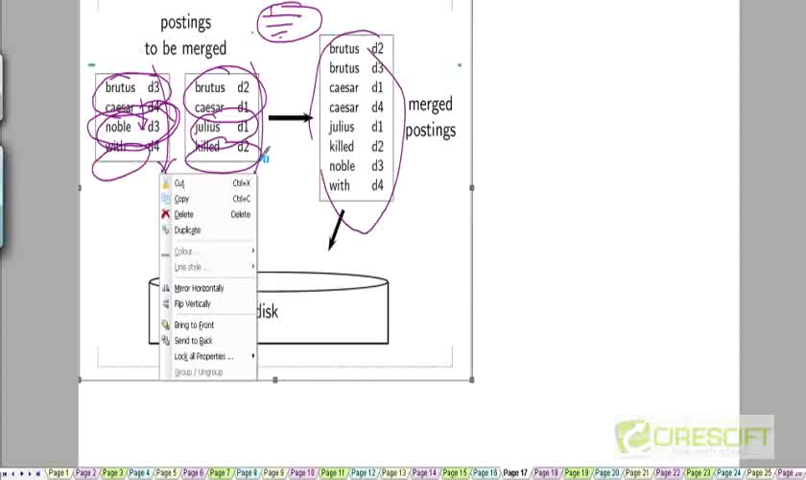 postings
to be merged
brutus d3
caesar d4
noble d3
with d4
brutus d2
caesar d1
julius d1
killed d2
brutus d2
brutus d3
caesar d1
caesar d4
julius d1
killed d2
noble d3
with d4
merged
postings
Cut Ctrl+X
Copy Ctrl+C
Delete Delete
Duplicate
Colour...
Line style ...
Mirror Horizontaly
Flip Verticaly
Bring to Front
Send to Back
Lock all Properties ...
Group / Ungroup
disk
CIRESCIFT
Page 1 Page 2 Page 3 Page 4 Page 5 Page 6 Page 7 Page 8 Page 9 Page 10 Page 11 Page 12 Page 13 Page 14 Page 15 Page 16 Page 17 Page 18 Page 19 Page 20 Page 21 Page 22 Page 23 Page 24 Page 25 Page